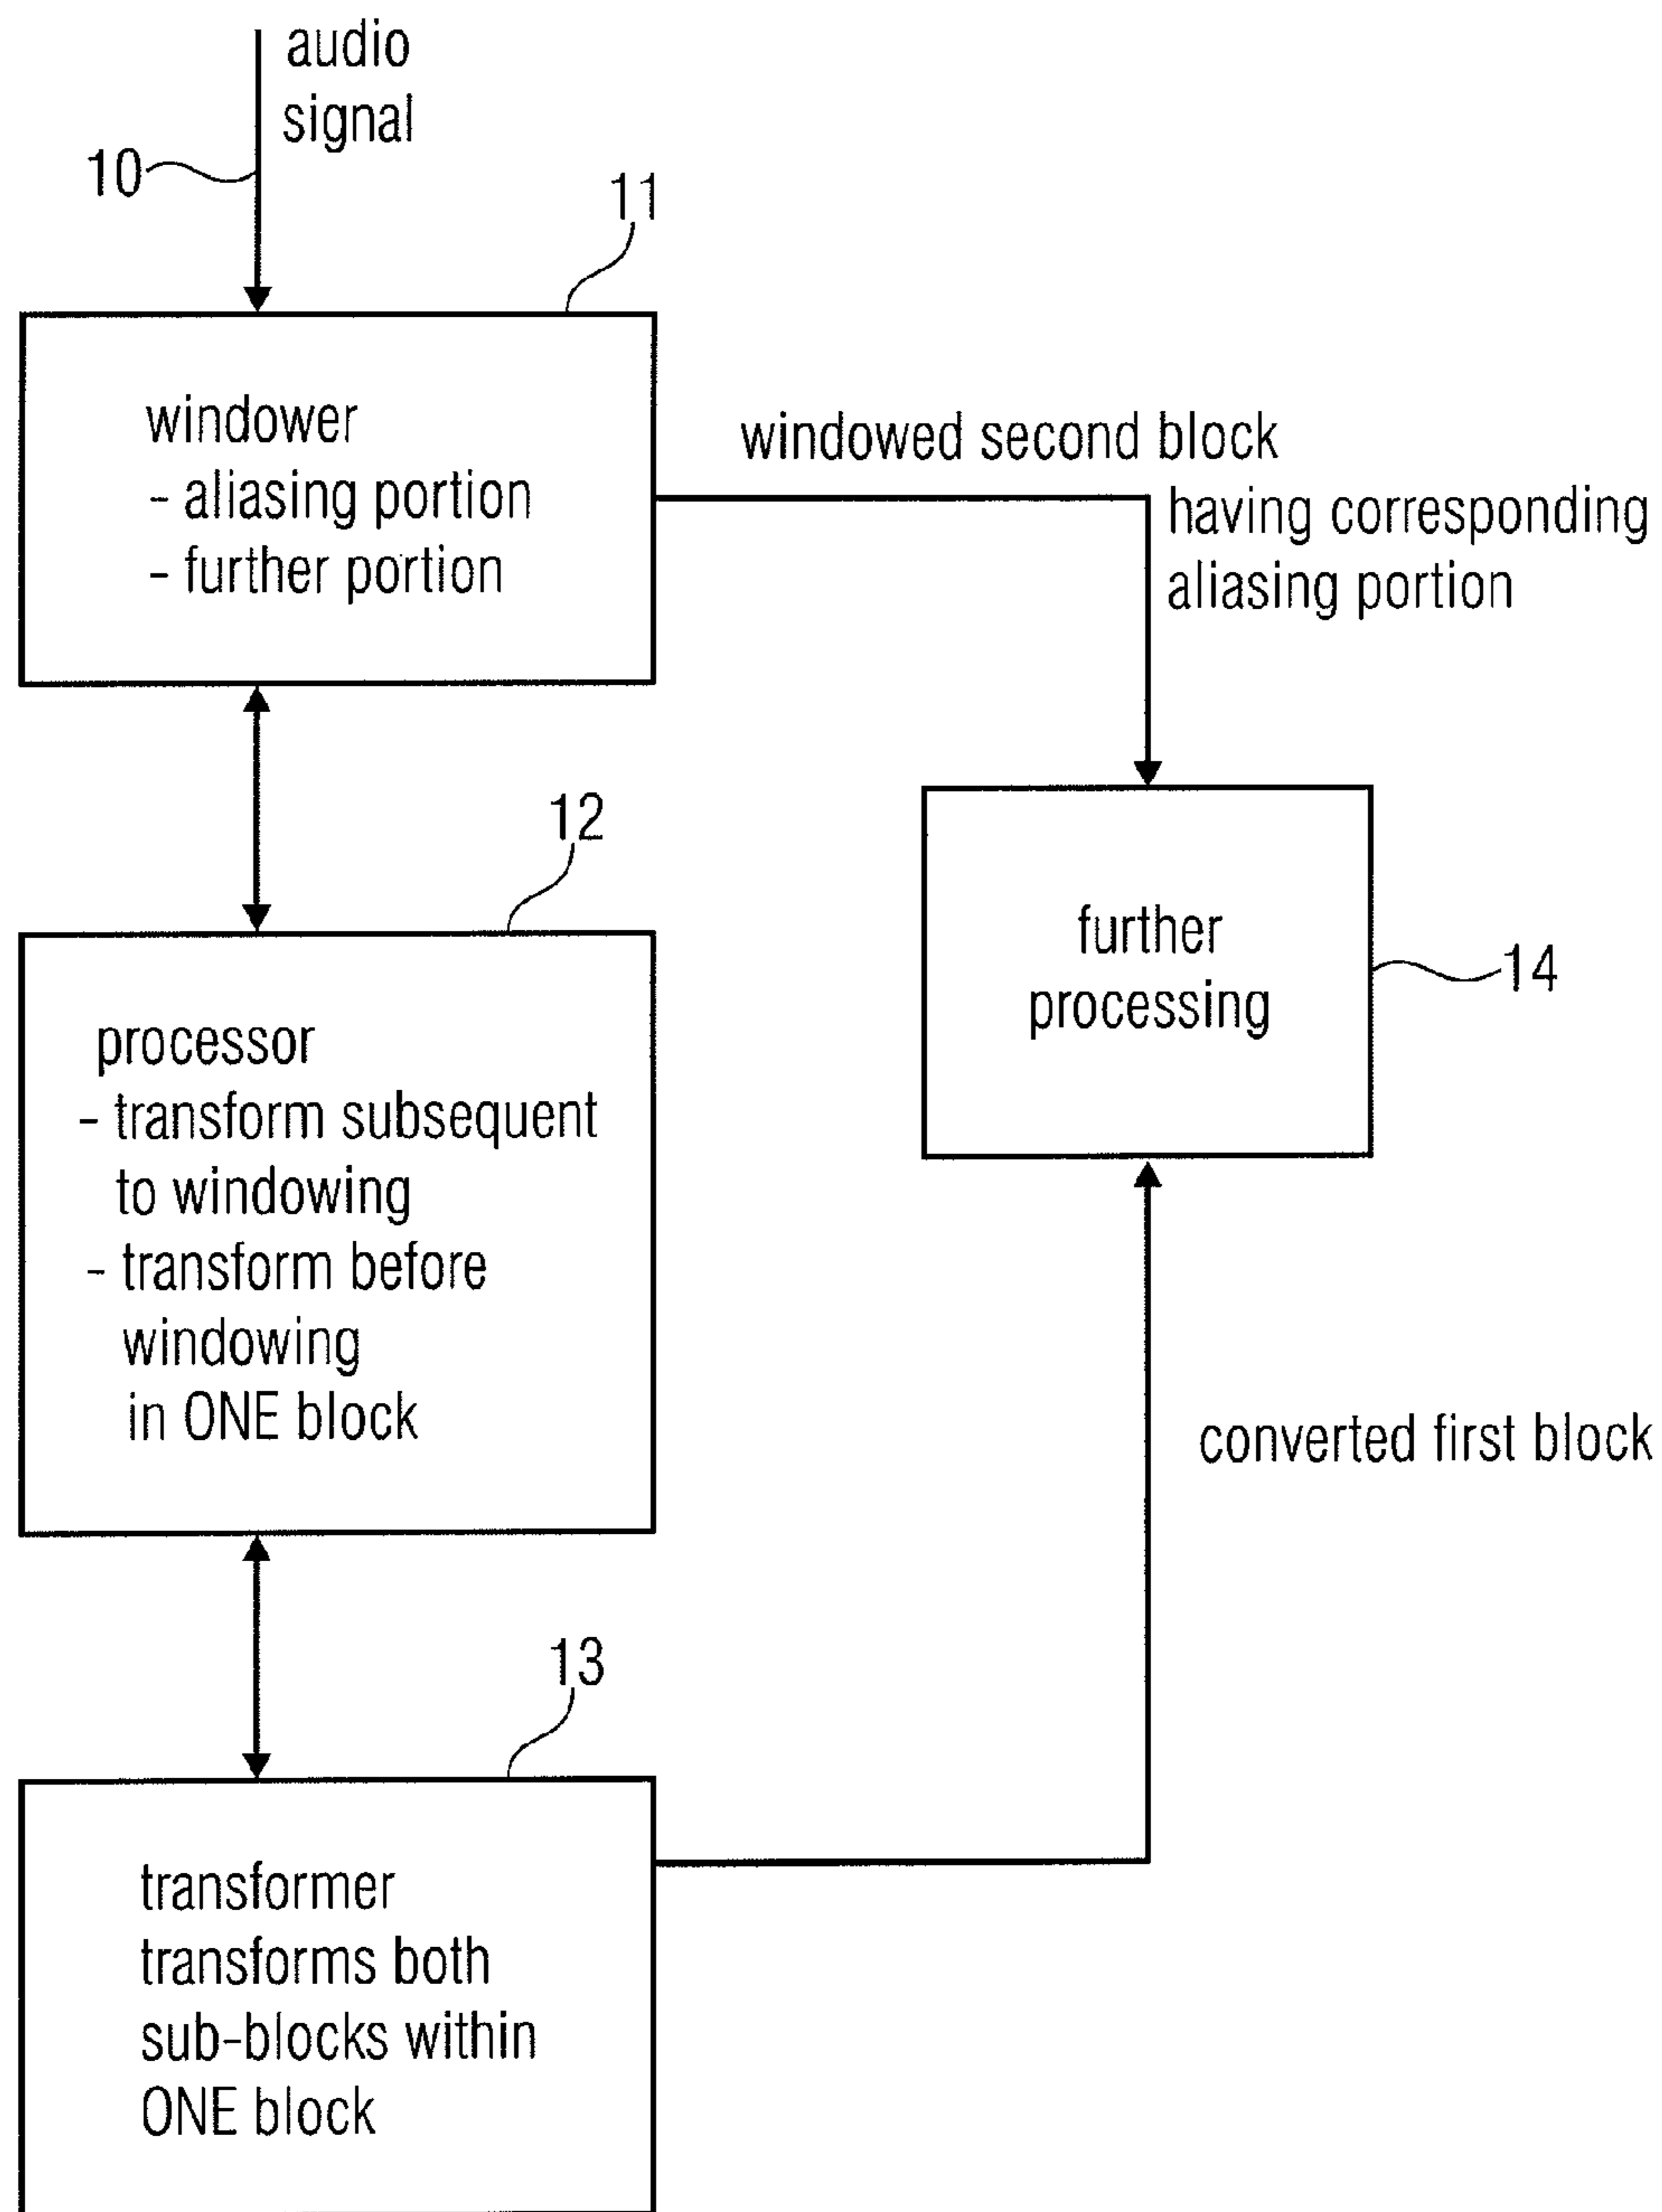 audio
signal
10
11
windower
- aliasing portion
- further portion
windowed second block
having corresponding
aliasing portion
12
processor
- transform subsequent
to windowing
- transform before
windowing
in ONE block
further
processing
14
converted first block
13
transformer
transforms both
sub-blocks within
ONE block